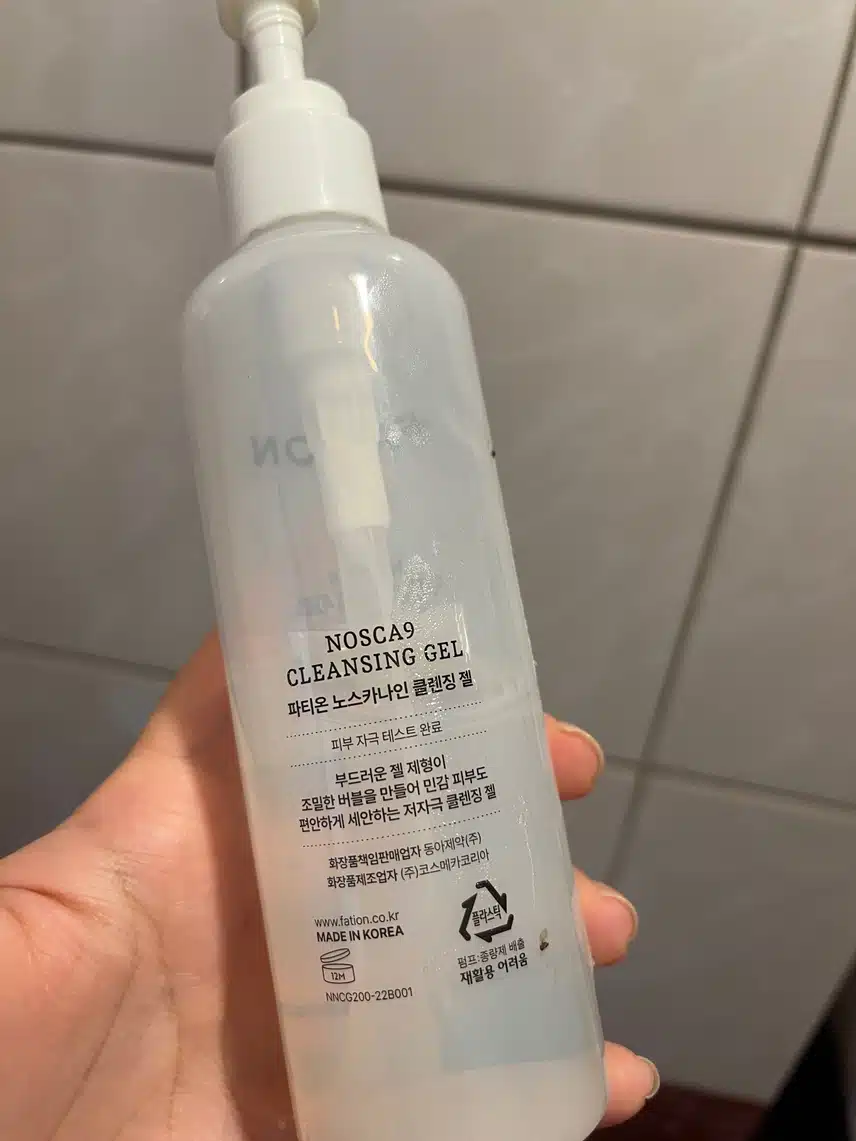 NOSCA9
CLEANSING GEL
파티온 노스카나인 클렌징 젤
피부 자극 테스트 완료
부드러운 젤 제형이
조밀한 버블을 만들어 민감 피부도
편안하게 세안하는 저자극 클렌징 젤
화장품책임판매업자 동아제약(주)
화장품제조업자 (주)코스메카코리아
www.fation.co.kr
MADE IN KOREA
12M
NNCG200-22B001
플라스틱
펌프:종량제 배출
재활용 어려움